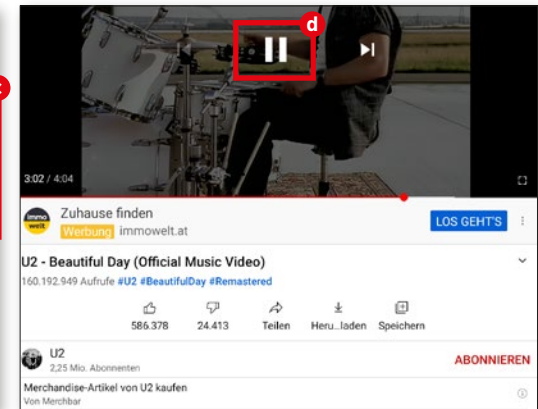 d
3:02 / 4:04
immo
welt
Zuhause finden
Werbung immowelt.at
LOS GEHT'S
U2 - Beautiful Day (Official Music Video)
160.192.949 Aufrufe #U2 #BeautifulDay #Remastered
586.378 24.413 Teilen Heru...laden Speichern
U2
2,25 Mio. Abonnenten
ABONNIEREN
Merchandise-Artikel von U2 kaufen
Von Merchbar